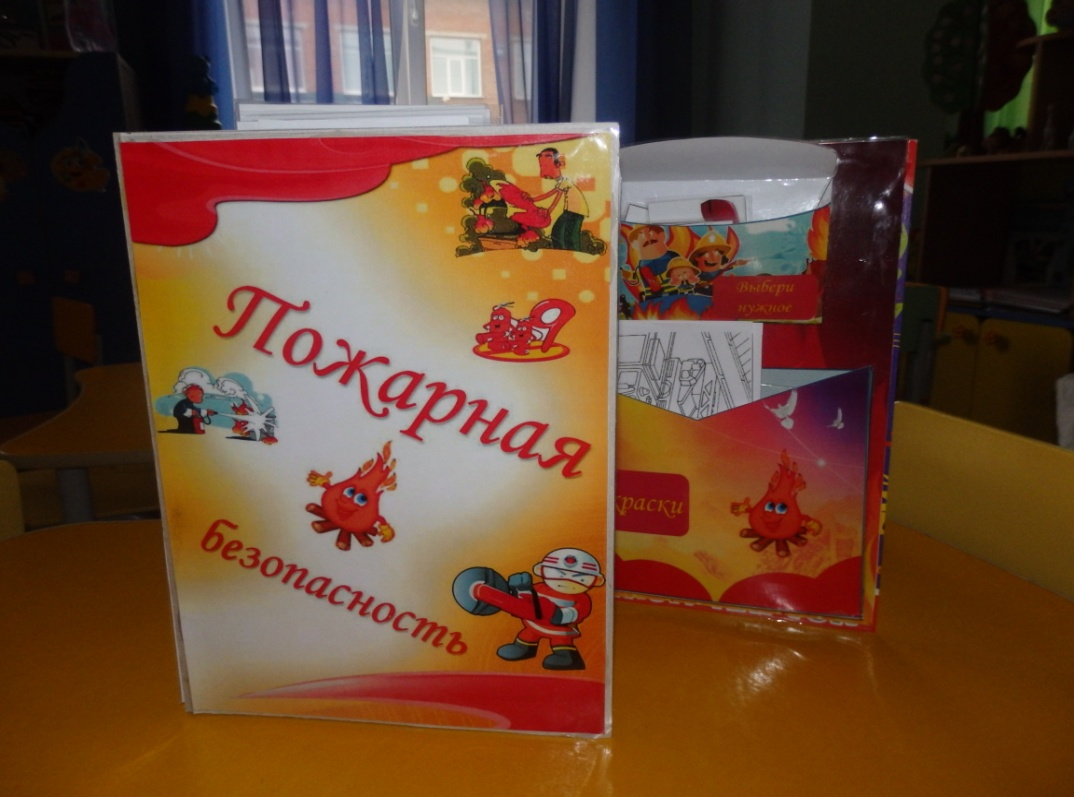 Пожарная
безопасность
Выбери
нужное
краски